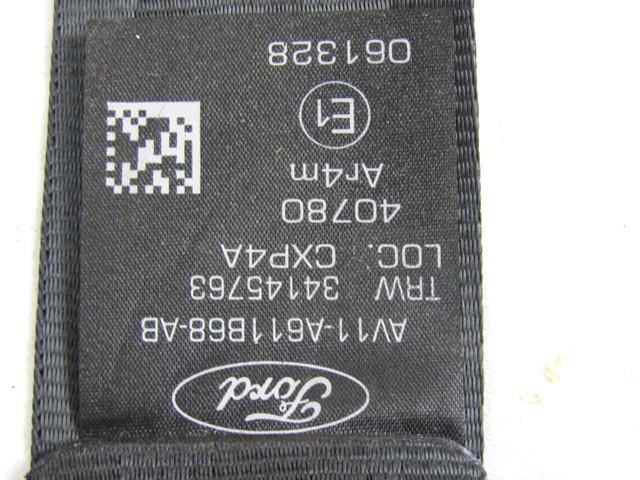 Ford
AV11-A611B68-AB
TRW 34145763
LOC. CXP4A
40780
Ar4m
E1
061328